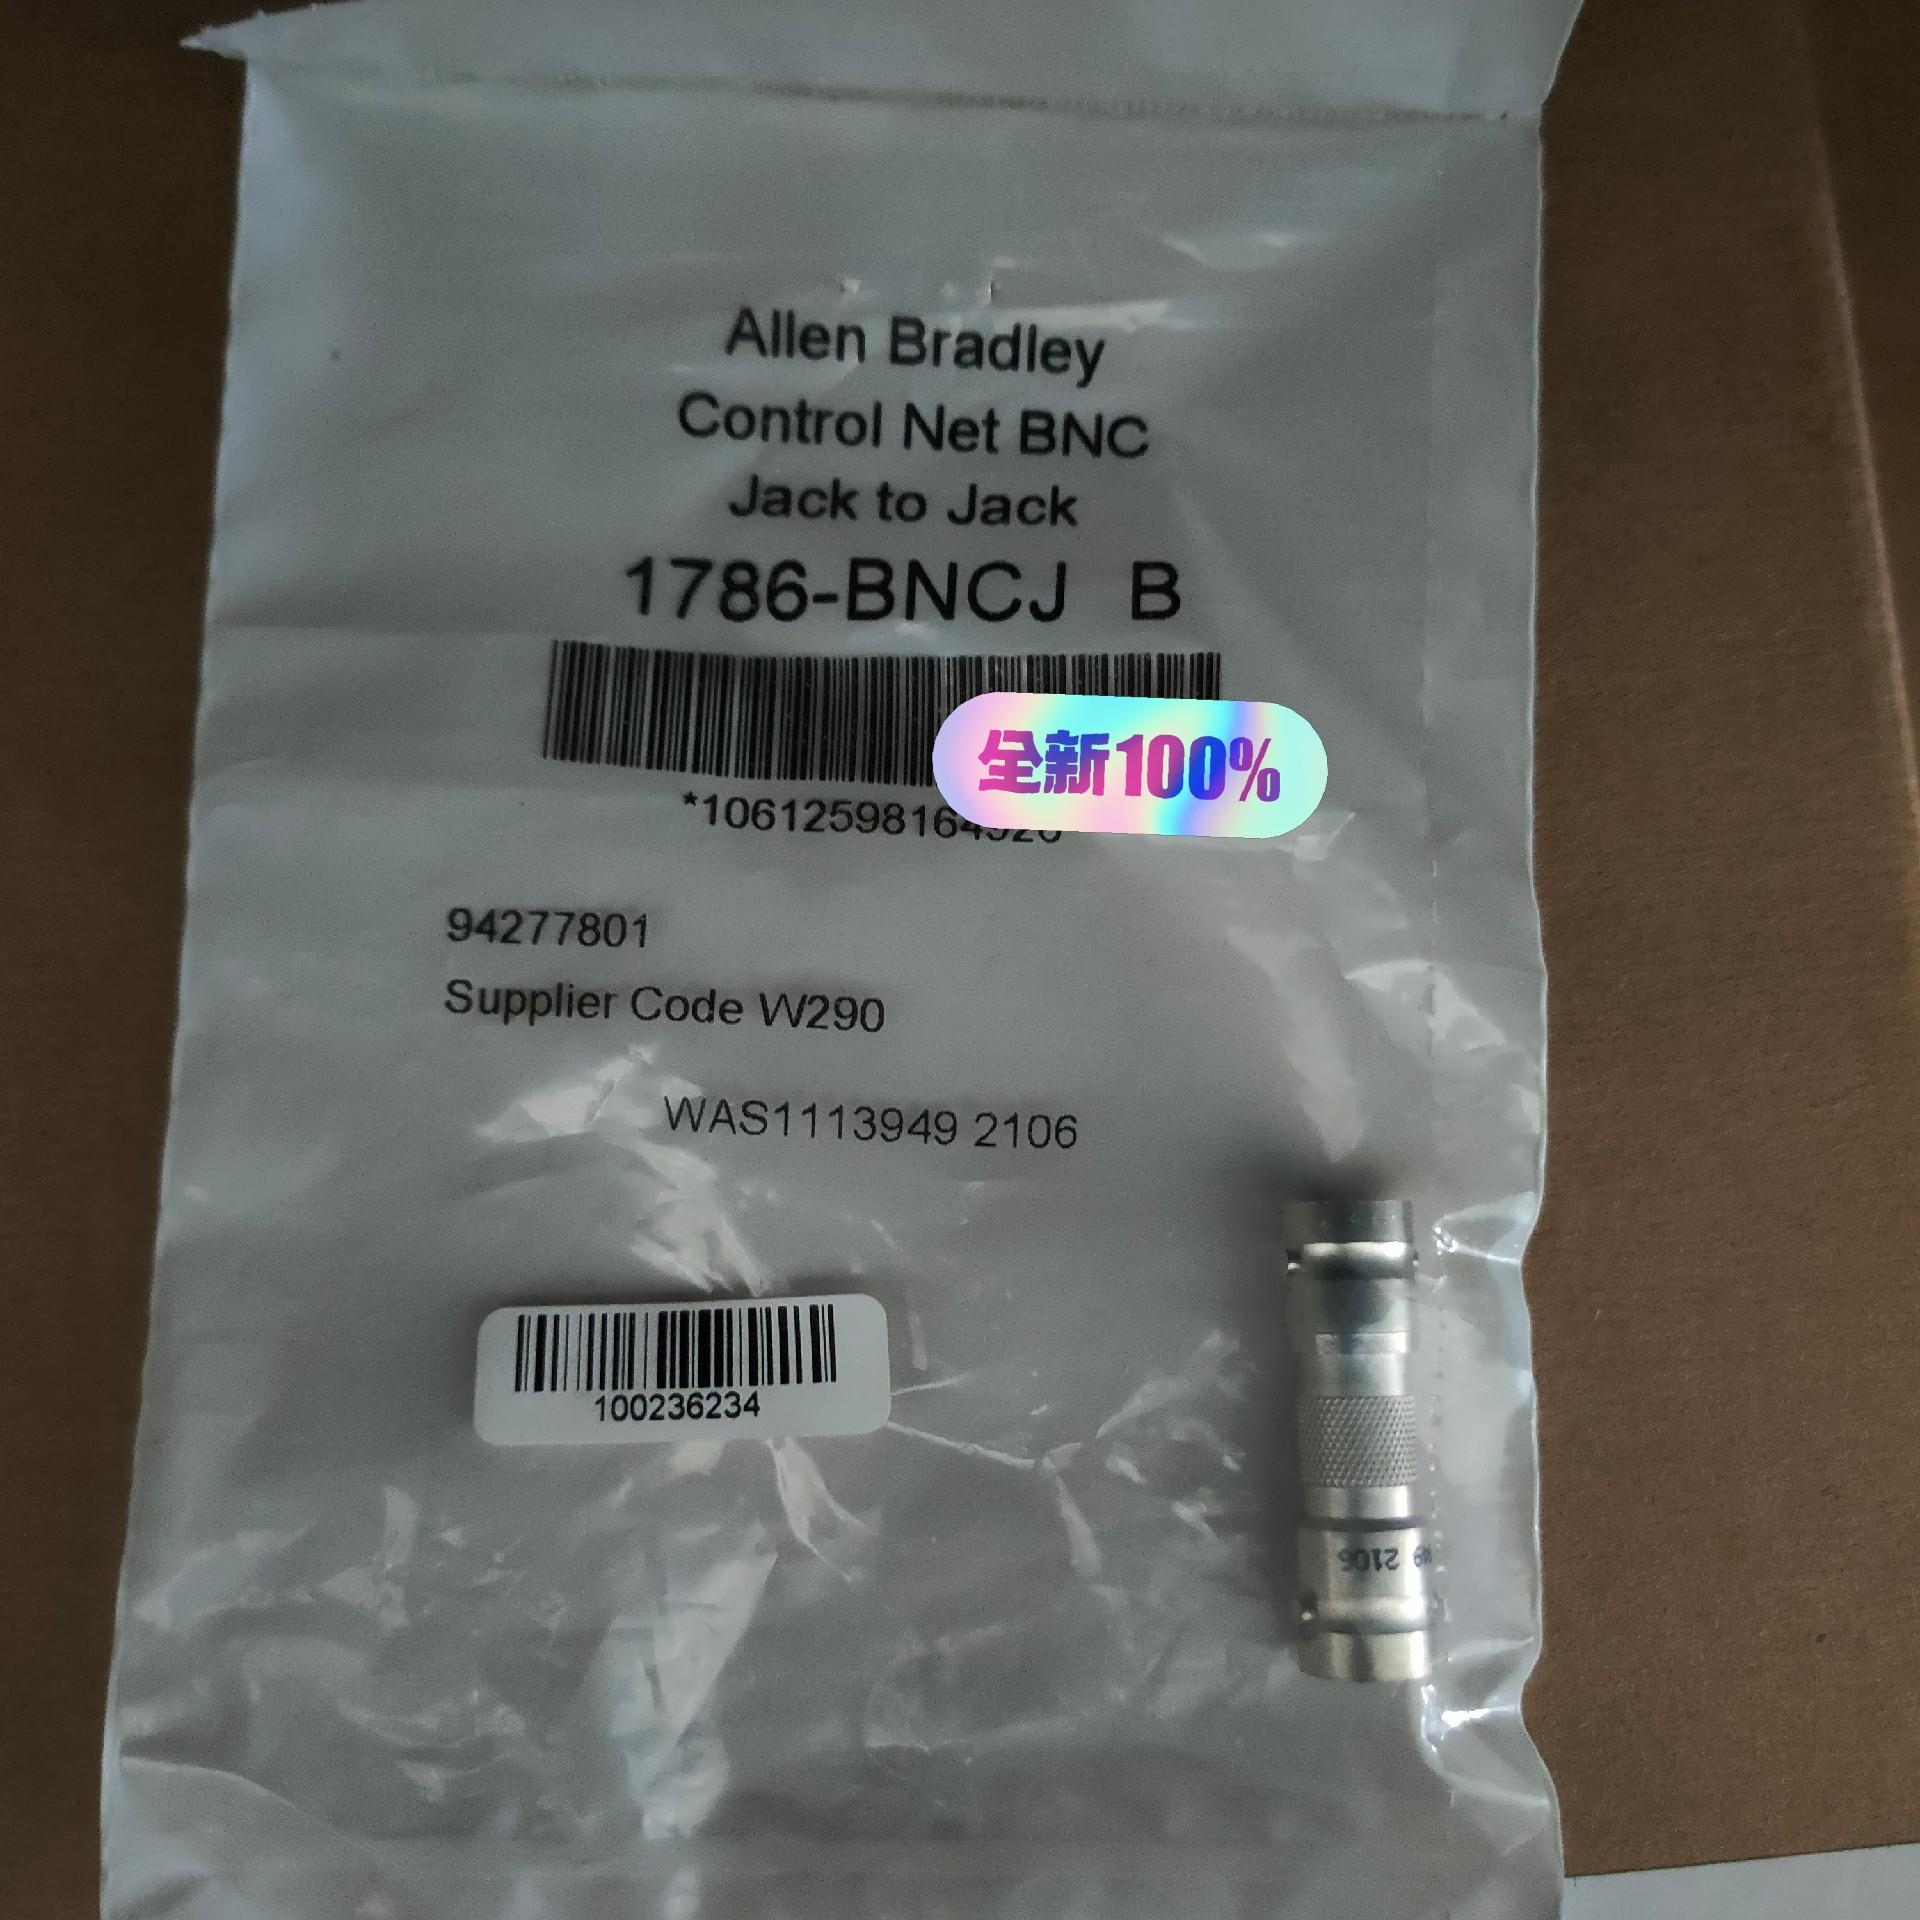 Allen Bradley
Control Net BNC
Jack to Jack
1786-BNCJ B
全新100%
94277801
Supplier Code W290
WAS1113949 2106
100236234
2106